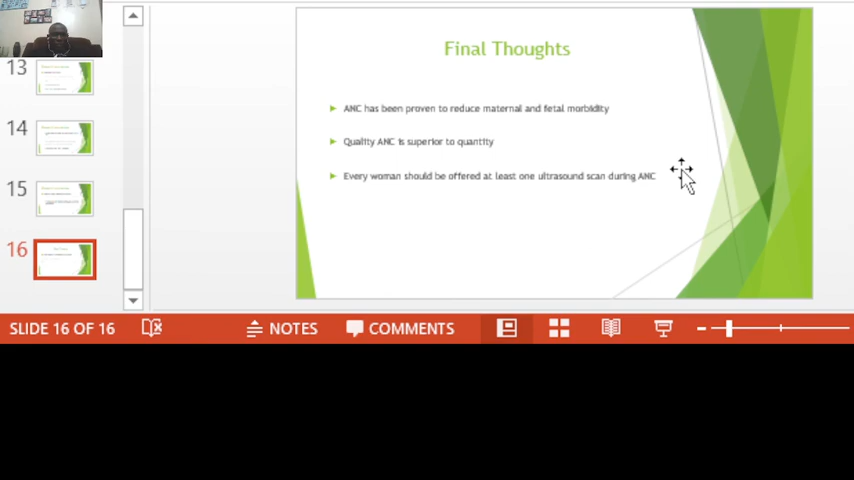 Final Thoughts
ANC has been proven to reduce maternal and fetal morbidity
Quality ANC is superior to quantity
Every woman should be offered at least one ultrasound scan during ANC
13
14
15
16
SLIDE 16 OF 16
NOTES
COMMENTS